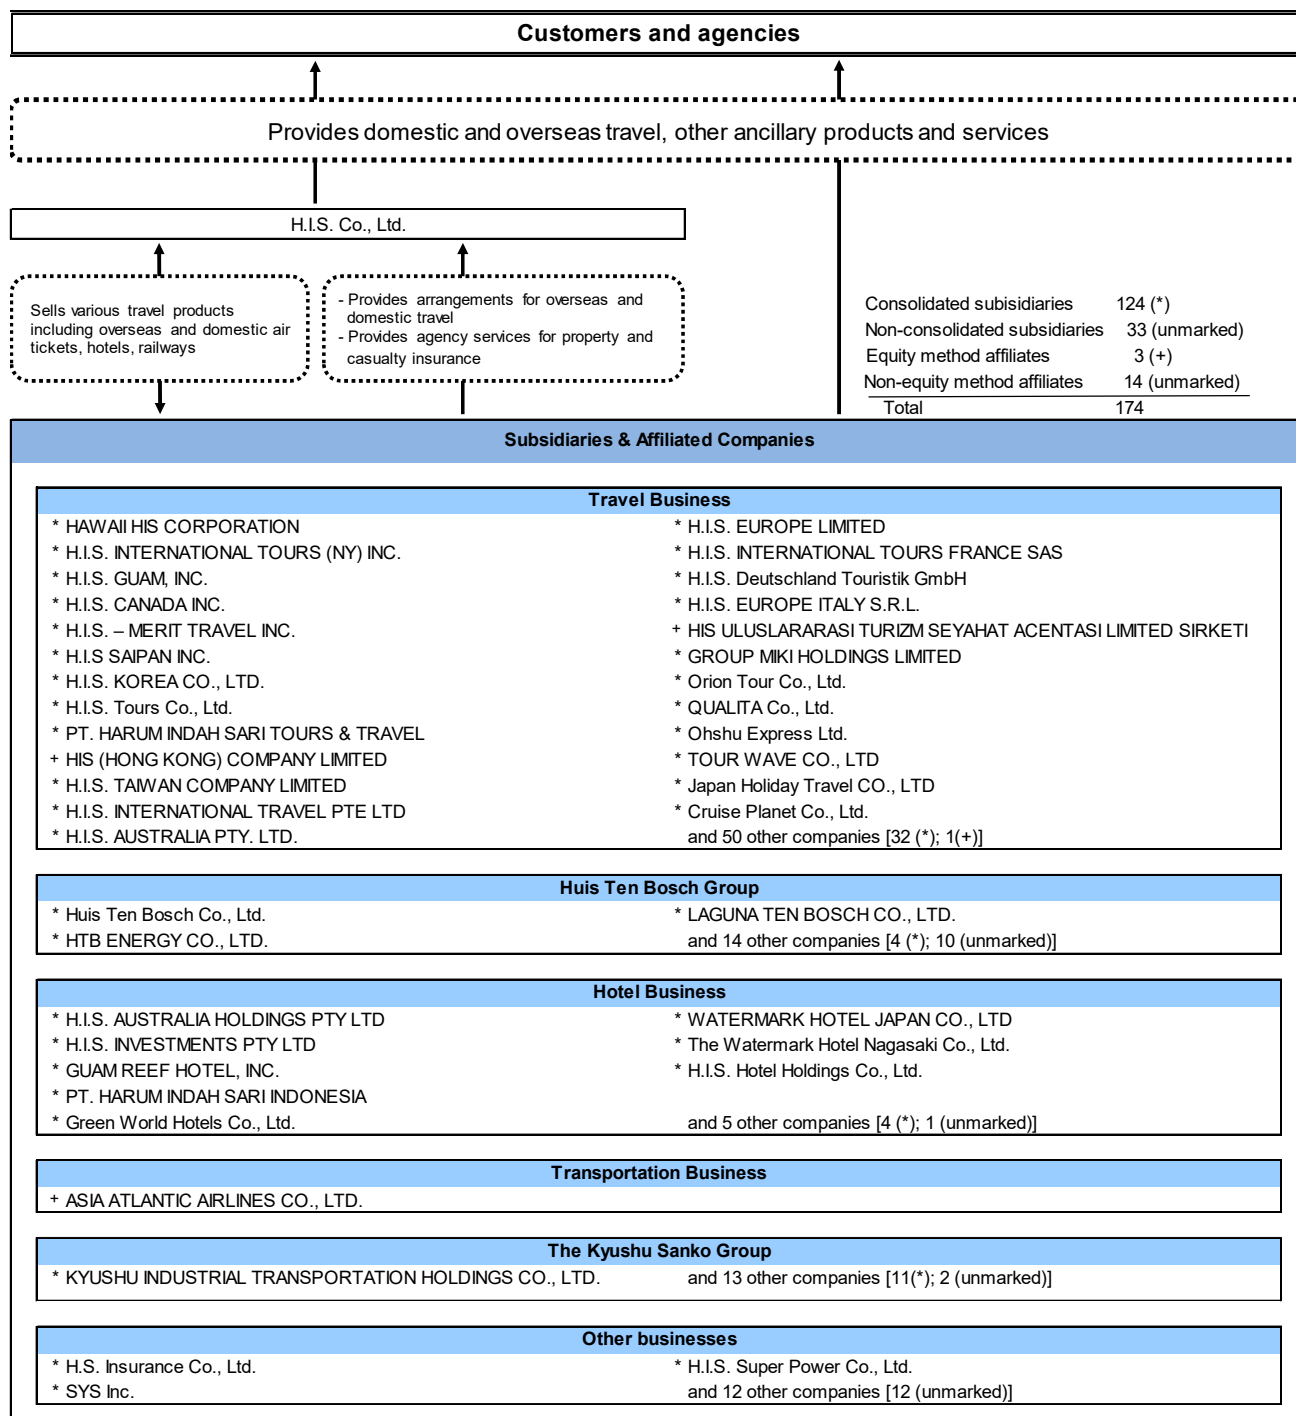 Customers and agencies
Provides domestic and overseas travel, other ancillary products and services
H.I.S. Co., Ltd.
Sells various travel products
including overseas and domestic air
tickets, hotels, railways
- Provides arrangements for overseas and
domestic travel
- Provides agency services for property and
casualty insurance
Consolidated subisidiaries 124 (*)
Non-consolidated subsidiaries 33 (unmarked)
Equity method affiliates 3 (+)
Non-equity method affiliates 14 (unmarked)
Total 174
Subsidiaries & Affiliated Companies
Travel Business
* HAWAII HIS CORPORATION
* H.I.S. INTERNATIONAL TOURS (NY) INC.
* H.I.S. GUAM, INC.
* H.I.S. CANADA INC.
* H.I.S. – MERIT TRAVEL INC.
* H.I.S SAIPAN INC.
* H.I.S. KOREA CO., LTD.
* H.I.S. Tours Co., Ltd.
* PT. HARUM INDAH SARI TOURS & TRAVEL
+ HIS (HONG KONG) COMPANY LIMITED
* H.I.S. TAIWAN COMPANY LIMITED
* H.I.S. INTERNATIONAL TRAVEL PTE LTD
* H.I.S. AUSTRALIA PTY. LTD.
* H.I.S. EUROPE LIMITED
* H.I.S. INTERNATIONAL TOURS FRANCE SAS
* H.I.S. Deutschland Touristik GmbH
* H.I.S. EUROPE ITALY S.R.L.
+ HIS ULUSLARARASI TURIZM SEYAHAT ACENTASI LIMITED SIRKETI
* GROUP MIKI HOLDINGS LIMITED
* Orion Tour Co., Ltd.
* QUALITA Co., Ltd.
* Ohshu Express Ltd.
* TOUR WAVE CO., LTD
* Japan Holiday Travel CO., LTD
* Cruise Planet Co., Ltd.
and 50 other companies [32 (*); 1(+)]
Huis Ten Bosch Group
* Huis Ten Bosch Co., Ltd.
* HTB ENERGY CO., LTD.
* LAGUNA TEN BOSCH CO., LTD.
and 14 other companies [4 (*); 10 (unmarked)]
Hotel Business
* H.I.S. AUSTRALIA HOLDINGS PTY LTD
* H.I.S. INVESTMENTS PTY LTD
* GUAM REEF HOTEL, INC.
* PT. HARUM INDAH SARI INDONESIA
* Green World Hotels Co., Ltd.
* WATERMARK HOTEL JAPAN CO., LTD
* The Watermark Hotel Nagasaki Co., Ltd.
* H.I.S. Hotel Holdings Co., Ltd.
and 5 other companies [4 (*); 1 (unmarked)]
Transportation Business
+ ASIA ATLANTIC AIRLINES CO., LTD.
The Kyushu Sanko Group
* KYUSHU INDUSTRIAL TRANSPORTATION HOLDINGS CO., LTD.
and 13 other companies [11(*); 2 (unmarked)]
Other businesses
* H.S. Insurance Co., Ltd.
* SYS Inc.
* H.I.S. Super Power Co., Ltd.
and 12 other companies [12 (unmarked)]